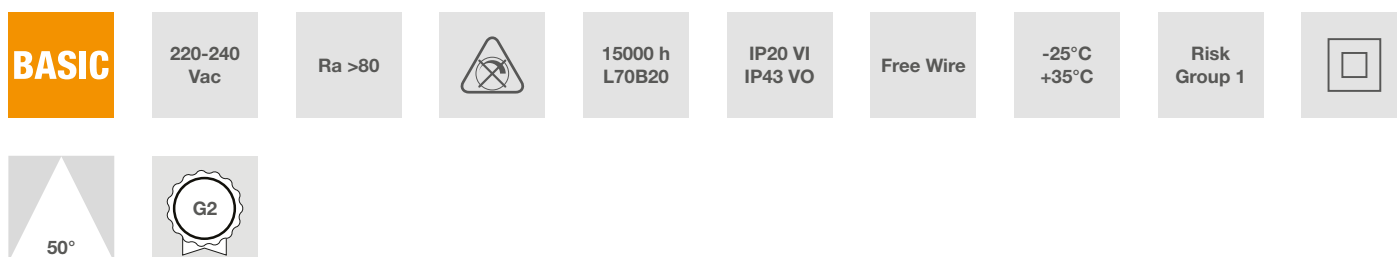 BASIC
220-240
Vac
Ra >80
15000 h
L70B20
IP20 VI
IP43 VO
Free Wire
-25°C
+35°C
Risk
Group 1
50°
G2